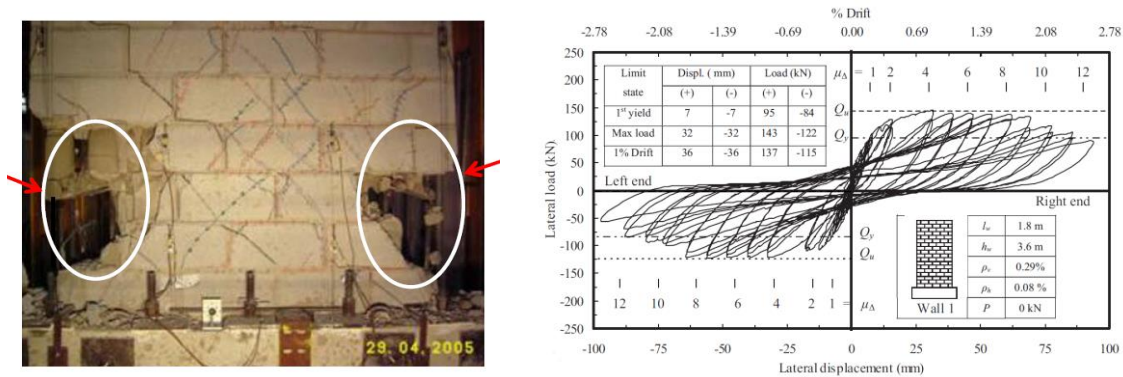 29.04.2005
% Drift
-2.78 -2.08 -1.39 -0.69 0.00 0.69 1.39 2.08 2.78
250
200
150
100
50
0
-50
-100
-150
-200
-250
Lateral load (kN)
Limit state Displ. ( mm) Load (kN)
(+) (-) (+) (-)
1st yield 7 -7 95 -84
Max load 32 -32 143 -122
1% Drift 36 -36 137 -115
μΔ = 1 2 4 6 8 10 12
Qu
Qy
Left end
Right end
Qy
Qu
12 10 8 6 4 2 1 = μΔ
Wall 1
lw 1.8 m
hw 3.6 m
ρv 0.29%
ρh 0.08 %
P 0 kN
-100 -75 -50 -25 0 25 50 75 100
Lateral displacement (mm)